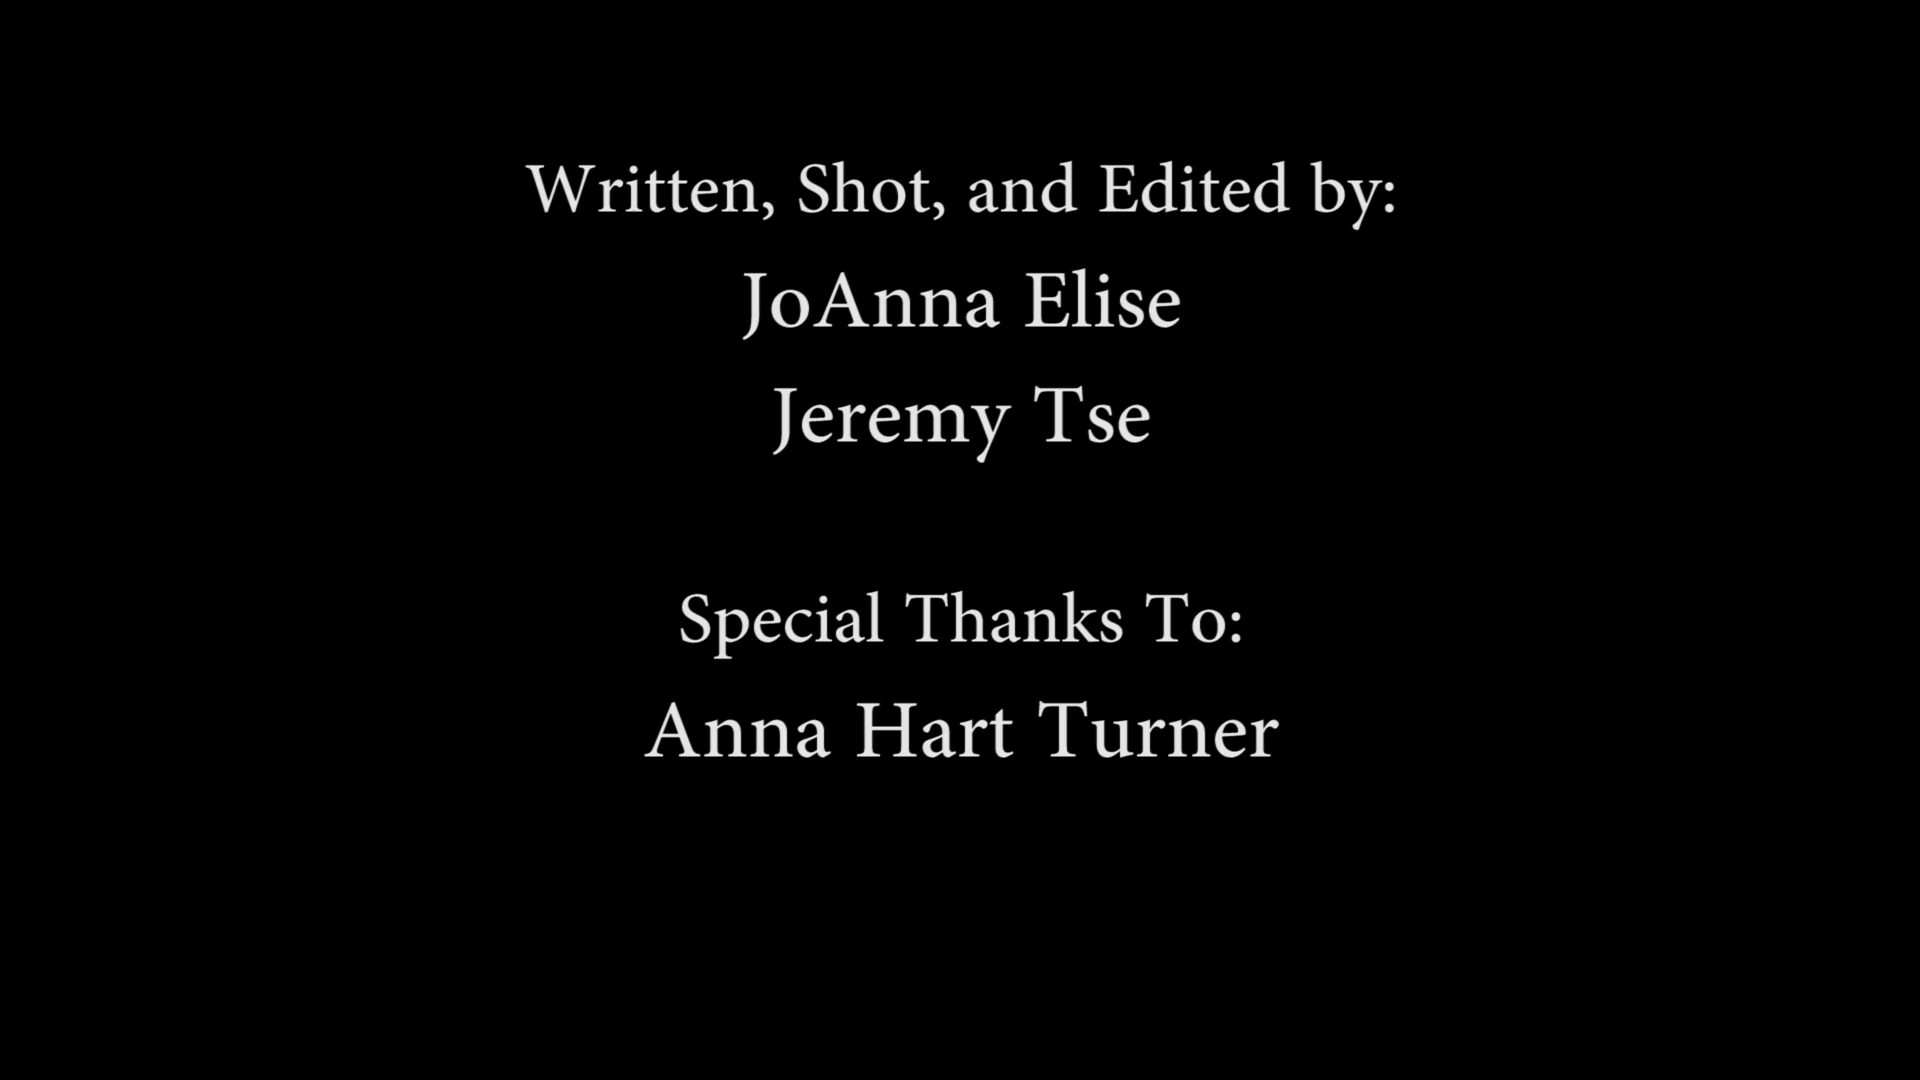 Written, Shot, and Edited by:
JoAnna Elise
Jeremy Tse
Special Thanks To:
Anna Hart Turner